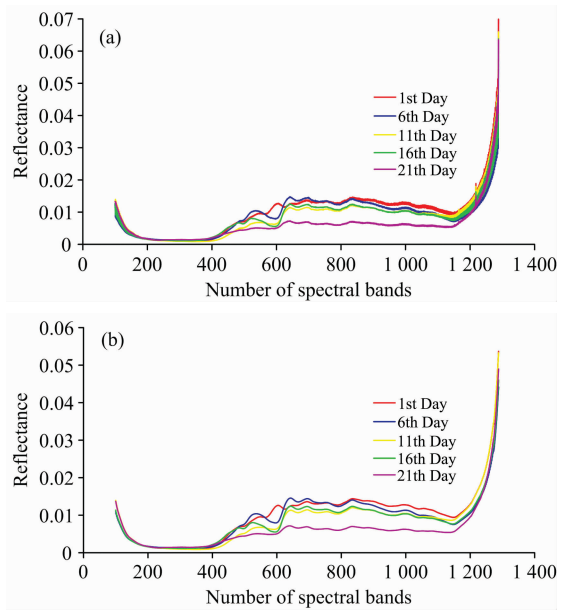 (a)
0.07
0.06
0.05
0.04
0.03
0.02
0.01
0
Reflectance
1st Day
6th Day
11th Day
16th Day
21th Day
0 200 400 600 800 1 000 1 200 1 400
Number of spectral bands
(b)
0.06
0.05
0.04
0.03
0.02
0.01
0
Reflectance
1st Day
6th Day
11th Day
16th Day
21th Day
0 200 400 600 800 1 000 1 200 1 400
Number of spectral bands